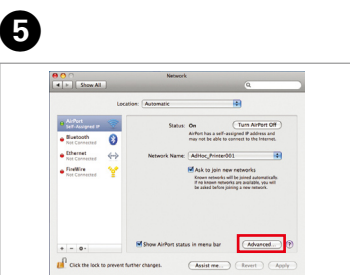 5
Network
Show All
Location: Automatic
AirPort
Self-Assigned IP
Bluetooth
Not Connected
Ethernet
Not Connected
FireWire
Not Connected
Status: On
Turn AirPort Off
AirPort has a self-assigned IP address and
may not be able to connect to the Internet.
Network Name: AdHoc_Printer001
Ask to join new networks
Known networks will be joined automatically.
If no known networks are available, you will
be asked before joining a new network.
Show AirPort status in menu bar
Advanced...
?
Click the lock to prevent further changes.
Assist me...
Revert
Apply